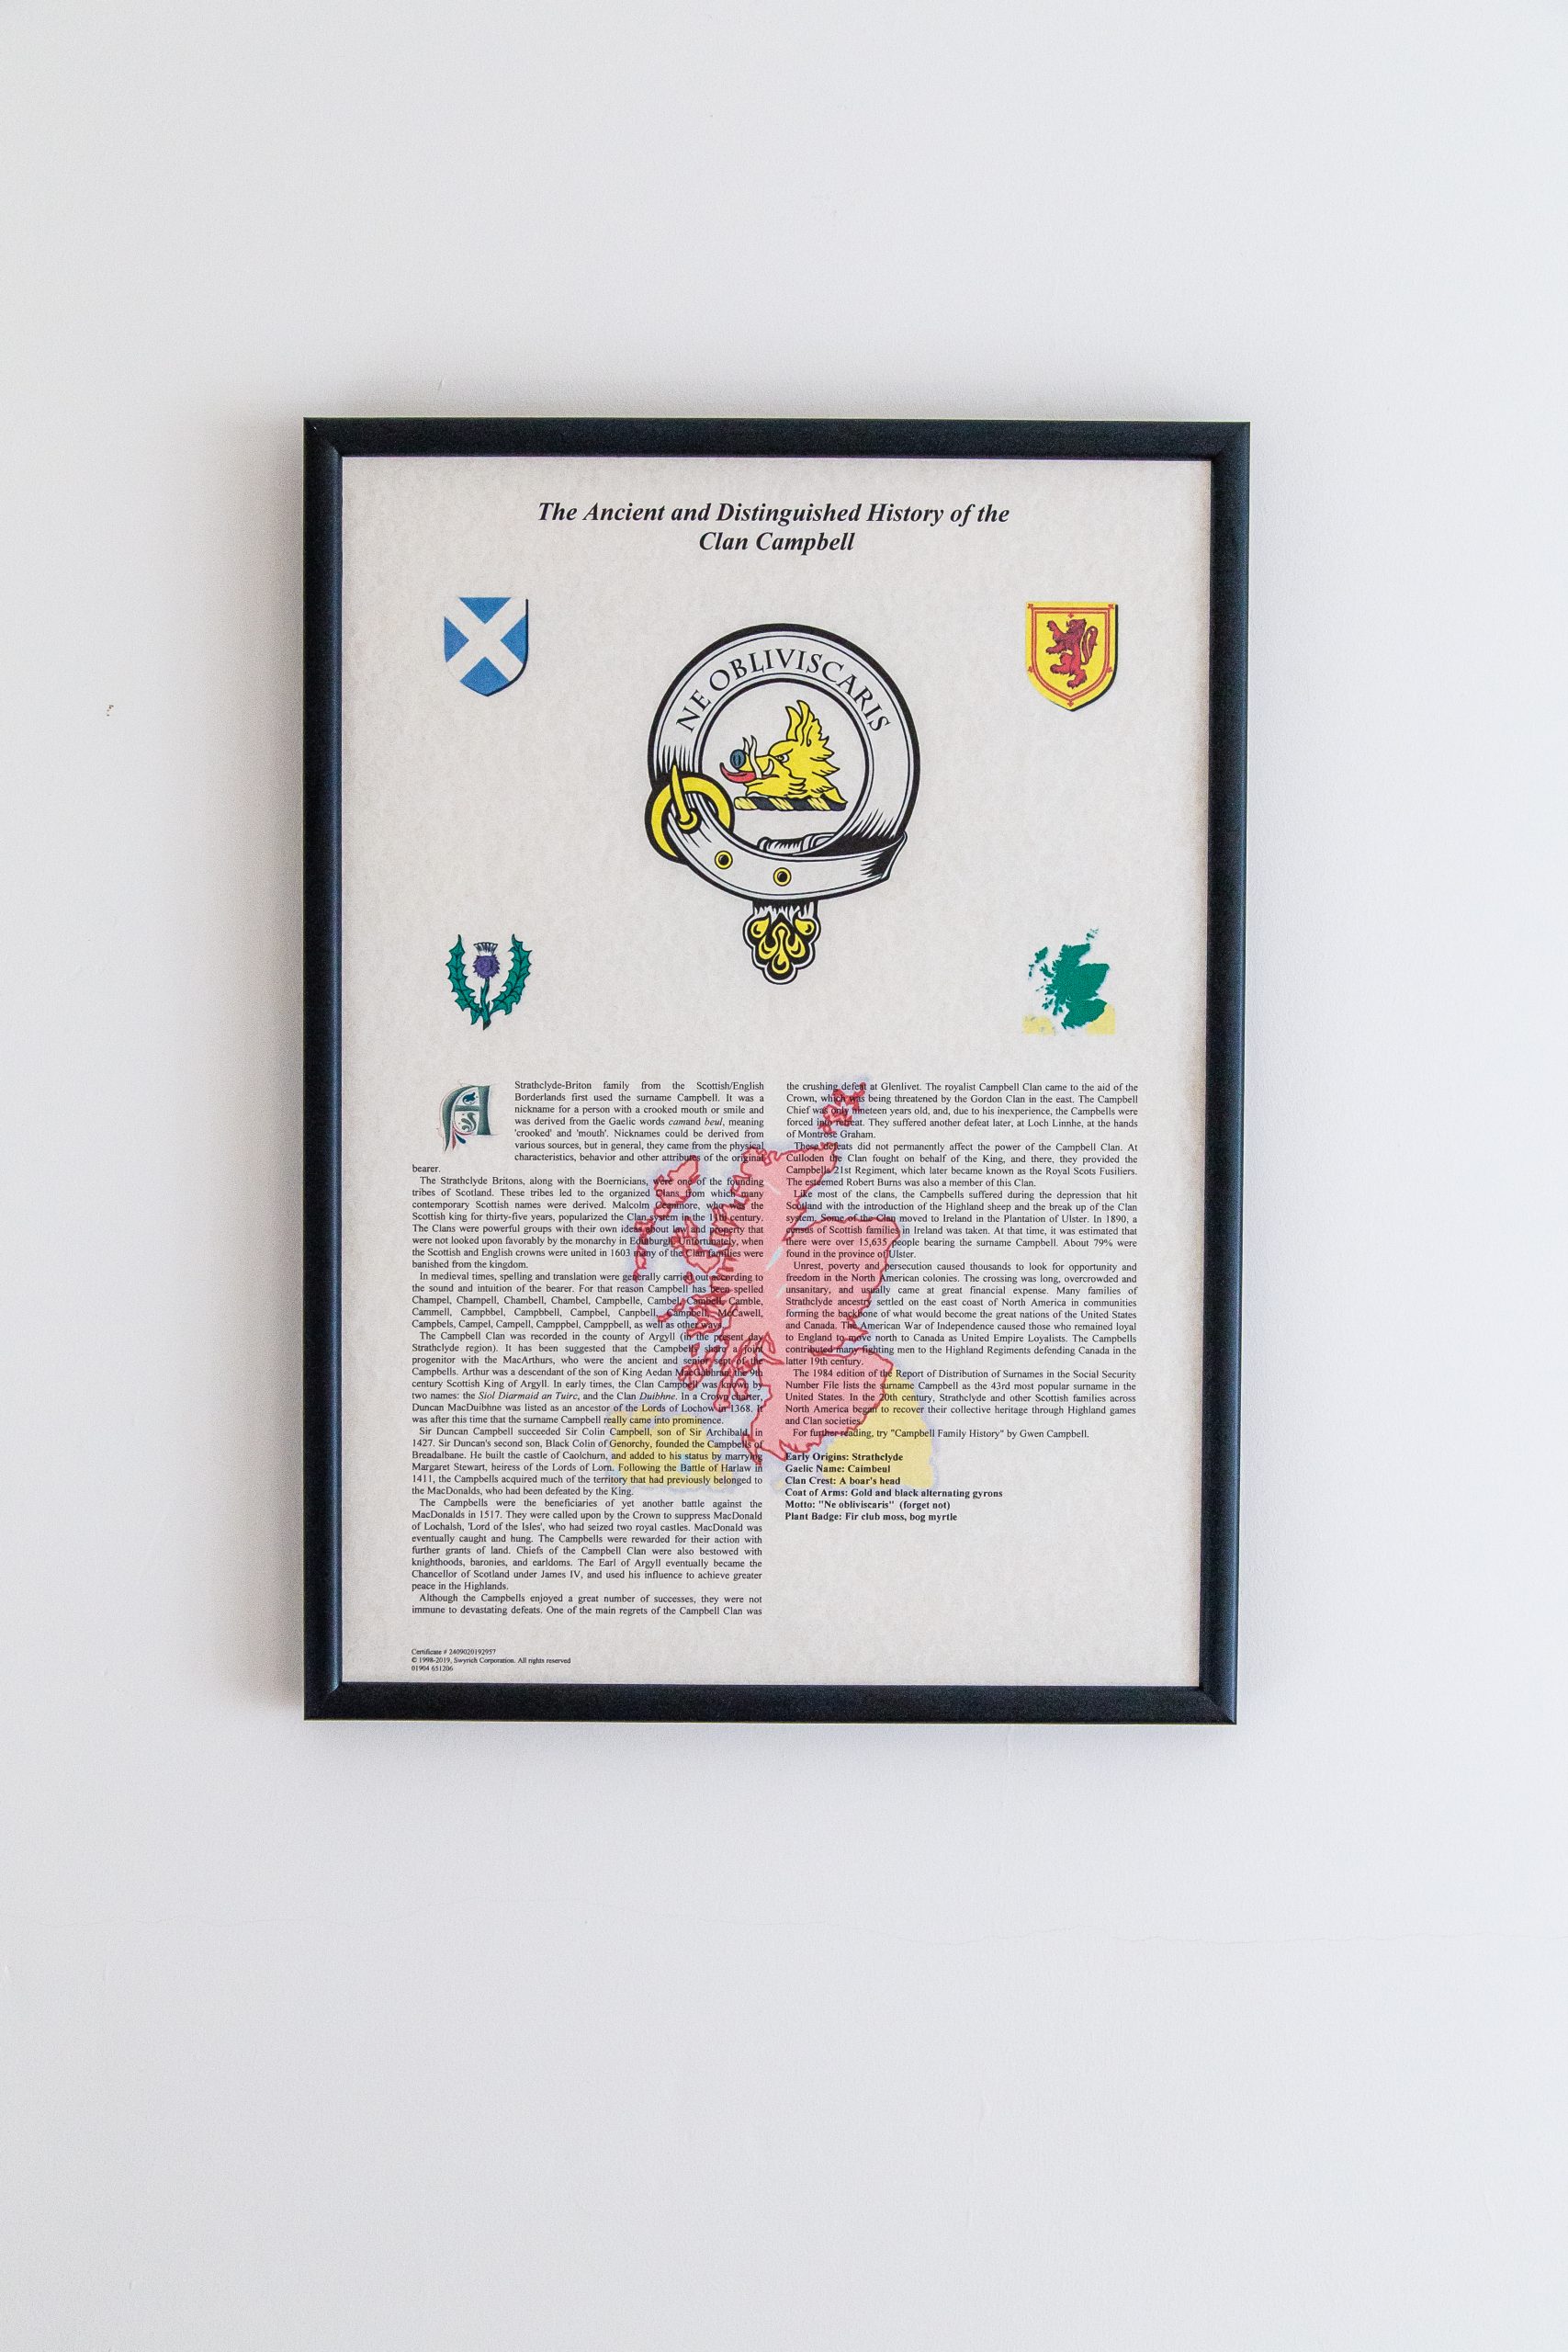 The Ancient and Distinguished History of the
Clan Campbell
NE OBLIVISCARIS
A
Strathclyde-Briton family from the Scottish/English
Borderlands first used the surname Campbell. It was a
nickname for a person with a crooked mouth or smile and
was derived from the Gaelic words camand beul, meaning
'crooked' and 'mouth'. Nicknames could be derived from
various sources, but in general, they came from the physical
characteristics, behavior and other attributes of the original
bearer.
The Strathclyde Britons, along with the Boernicians, were one of the founding
tribes of Scotland. These tribes led to the organized Clans from which many
contemporary Scottish names were derived. Malcolm Ceanmore, who was the
Scottish king for thirty-five years, popularized the Clan system in the 11th century.
The Clans were powerful groups with their own ideas about law and property that
were not looked upon favorably by the monarchy in Edinburgh. Unfortunately, when
the Scottish and English crowns were united in 1603 many of the Clan families were
banished from the kingdom.
In medieval times, spelling and translation were generally carried out according to
the sound and intuition of the bearer. For that reason Campbell has been spelled
Champel, Champell, Chambell, Chambel, Campbelle, Cambel, Cambell, Camble,
Cammell, Campbbel, Campbbell, Campbel, Canpbell, Campbell, McCawell,
Campbels, Campel, Campell, Camppbel, Camppbell, as well as other ways.
The Campbell Clan was recorded in the county of Argyll (in the present day
Strathclyde region). It has been suggested that the Campbells share a joint
progenitor with the MacArthurs, who were the ancient and senior sept of the
Campbells. Arthur was a descendant of the son of King Aedan the 9th
century Scottish King of Argyll. In early times, the Clan Campbell was known by
two names: the Siol Diarmaid an Tuirc, and the Clan Duibhne. In a Crown charter,
Duncan MacDuibhne was listed as an ancestor of the Lords of Lochow in 1368. It
was after this time that the surname Campbell really came into prominence.
Sir Duncan Campbell succeeded Sir Colin Campbell, son of Sir Archibald, in
1427. Sir Duncan's second son, Black Colin of Genorchy, founded the Campbells of
Breadalbane. He built the castle of Caolchurn, and added to his status by marrying
Margaret Stewart, heiress of the Lords of Lorn. Following the Battle of Harlaw in
1411, the Campbells acquired much of the territory that had previously belonged to
the MacDonalds, who had been defeated by the King.
The Campbells were the beneficiaries of yet another battle against the
MacDonalds in 1517. They were called upon by the Crown to suppress MacDonald
of Lochalsh, 'Lord of the Isles', who had seized two royal castles. MacDonald was
eventually caught and hung. The Campbells were rewarded for their action with
further grants of land. Chiefs of the Campbell Clan were also bestowed with
knighthoods, baronies, and earldoms. The Earl of Argyll eventually became the
Chancellor of Scotland under James IV, and used his influence to achieve greater
peace in the Highlands.
Although the Campbells enjoyed a great number of successes, they were not
immune to devastating defeats. One of the main regrets of the Campbell Clan was
the crushing defeat at Glenlivet. The royalist Campbell Clan came to the aid of the
Crown, which was being threatened by the Gordon Clan in the east. The Campbell
Chief was only nineteen years old, and, due to his inexperience, the Campbells were
forced into retreat. They suffered another defeat later, at Loch Linnhe, at the hands
of Montrose Graham.
These defeats did not permanently affect the power of the Campbell Clan. At
Culloden the Clan fought on behalf of the King, and there, they provided the
Campbells 21st Regiment, which later became known as the Royal Scots Fusiliers.
The esteemed Robert Burns was also a member of this Clan.
Like most of the clans, the Campbells suffered during the depression that hit
Scotland with the introduction of the Highland sheep and the break up of the Clan
system. Some of the Clan moved to Ireland in the Plantation of Ulster. In 1890, a
census of Scottish families in Ireland was taken. At that time, it was estimated that
there were over 15,635 people bearing the surname Campbell. About 79% were
found in the province of Ulster.
Unrest, poverty and persecution caused thousands to look for opportunity and
freedom in the North American colonies. The crossing was long, overcrowded and
unsanitary, and usually came at great financial expense. Many families of
Strathclyde ancestry settled on the east coast of North America in communities
forming the backbone of what would become the great nations of the United States
and Canada. The American War of Independence caused those who remained loyal
to England to move north to Canada as United Empire Loyalists. The Campbells
contributed many fighting men to the Highland Regiments defending Canada in the
latter 19th century.
The 1984 edition of the Report of Distribution of Surnames in the Social Security
Number File lists the surname Campbell as the 43rd most popular surname in the
United States. In the 20th century, Strathclyde and other Scottish families across
North America began to recover their collective heritage through Highland games
and Clan societies.
For further reading, try "Campbell Family History" by Gwen Campbell.
Early Origins: Strathclyde
Gaelic Name: Caimbeul
Clan Crest: A boar's head
Coat of Arms: Gold and black alternating gyrons
Motto: "Ne obliviscaris" (forget not)
Plant Badge: Fir club moss, bog myrtle
Certificate # 2409020192957
© 1998-2019, Swyrich Corporation. All rights reserved
01904 651206